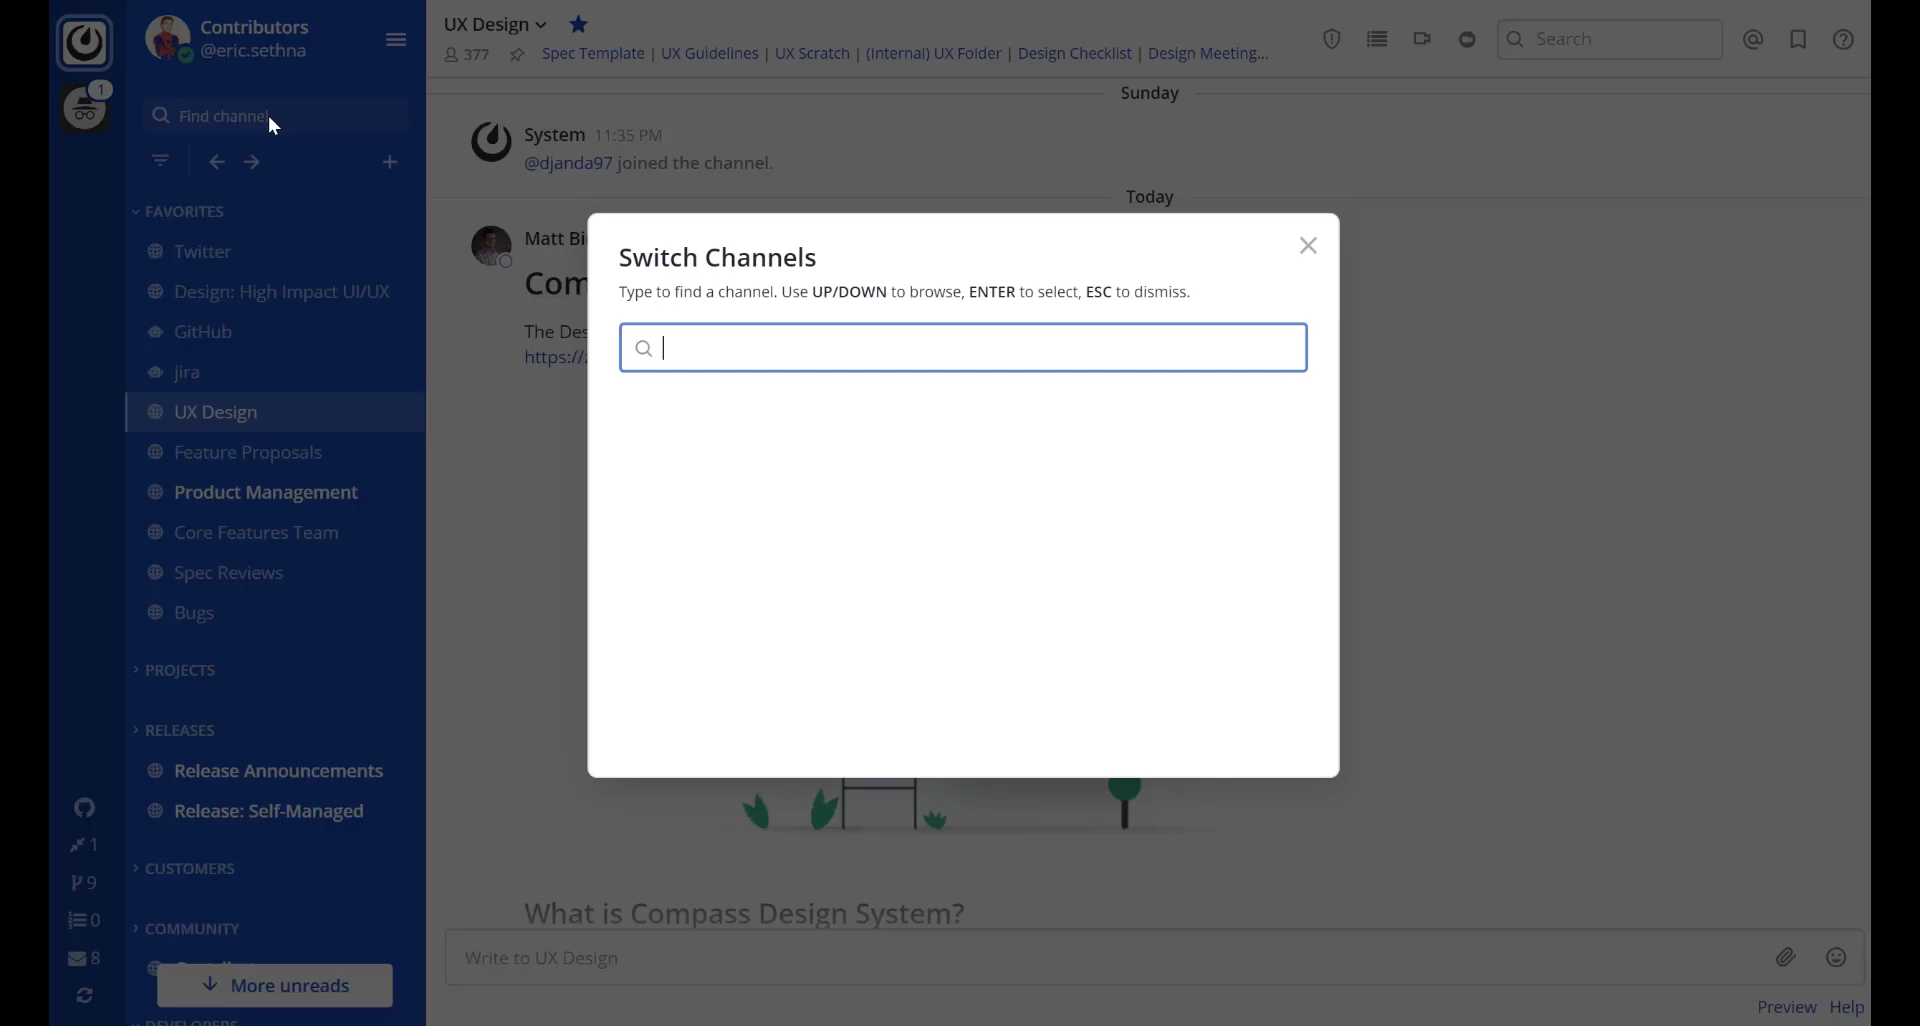 Contributors
@eric.sethna
1
Find channel
FAVORITES
Twitter
Design: High Impact UI/UX
GitHub
jira
UX Design
Feature Proposals
Product Management
Core Features Team
Spec Reviews
Bugs
PROJECTS
RELEASES
Release Announcements
Release: Self-Managed
CUSTOMERS
COMMUNITY
More unreads
DEVELOPERS
1
9
0
8
UX Design
377
Spec Template | UX Guidelines | UX Scratch | (Internal) UX Folder | Design Checklist | Design Meeting...
Search
Sunday
System 11:35 PM
@djanda97 joined the channel.
Today
Matt Bi
Com
The Des
https://
Switch Channels
Type to find a channel. Use UP/DOWN to browse, ENTER to select, ESC to dismiss.
What is Compass Design System?
Write to UX Design
Preview Help